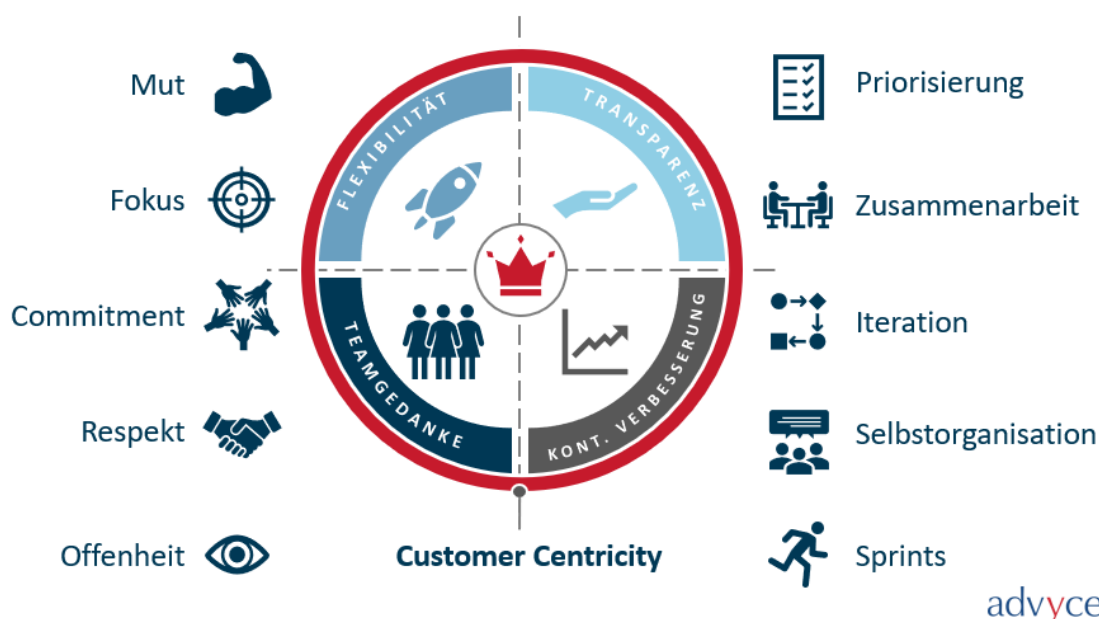 Mut
Fokus
Commitment
Respekt
Offenheit
FLEXIBILITÄT
TRANSPARENZ
TEAMGEDANKE
KONT. VERBESSERUNG
Customer Centricity
Priorisierung
Zusammenarbeit
Iteration
Selbstorganisation
Sprints
advyce